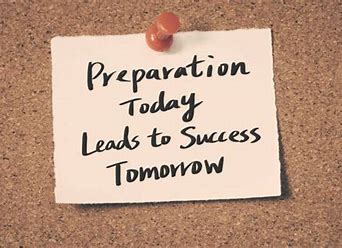 Preparation
Today
Leads to Success
Tomorrow